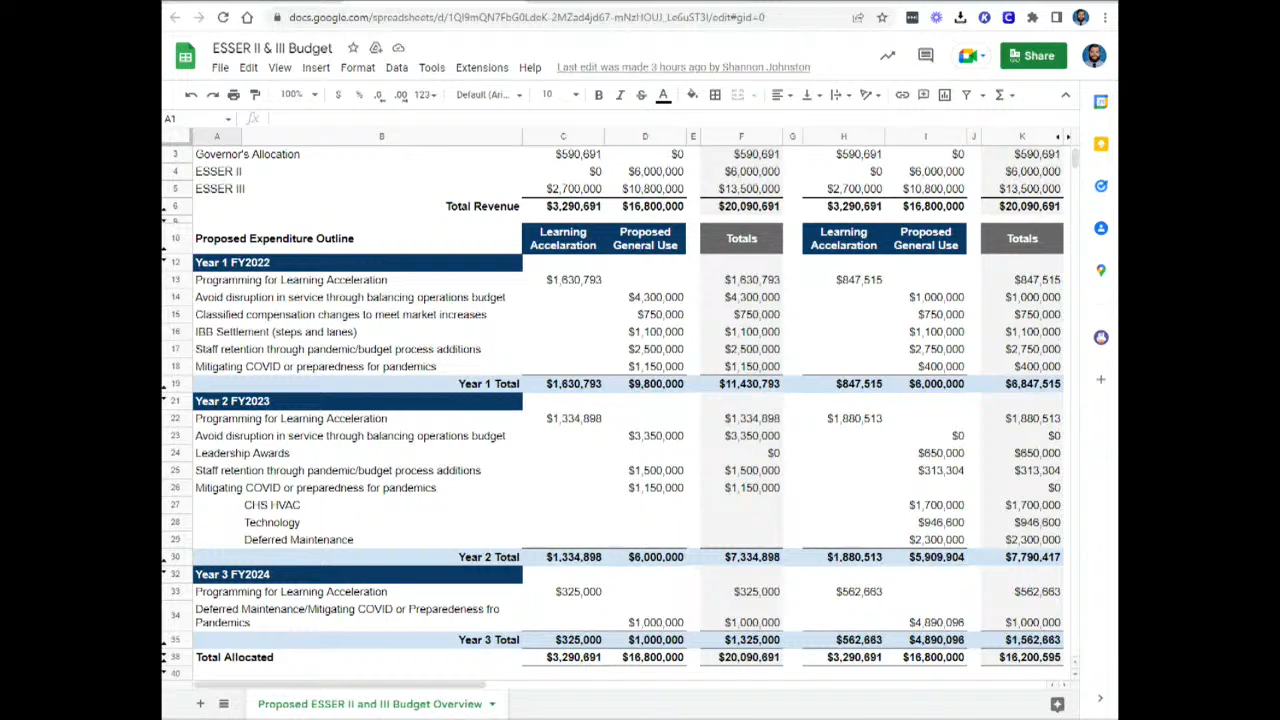 docs.google.com/spreadsheets/d/1QI9mQN7FbG0LdeK-2MZad4jd67-mNzHOUJ_Le6uST3I/edit#gid=0
ESSER II & III Budget
File Edit View Insert Format Data Tools Extensions Help Last edit was made 3 hours ago by Shannon Johnston
Share
100% $ % .0 .00 123 Default (Ari... 10 B I S A
A1 fx
A B C D E F G H I J K
3 Governor's Allocation $590,691 $0 $590,691 $590,691 $0 $590,691
4 ESSER II $0 $6,000,000 $6,000,000 $0 $6,000,000 $6,000,000
5 ESSER III $2,700,000 $10,800,000 $13,500,000 $2,700,000 $10,800,000 $13,500,000
6 Total Revenue $3,290,691 $16,800,000 $20,090,691 $3,290,691 $16,800,000 $20,090,691
9
10 Proposed Expenditure Outline Learning Accelaration Proposed General Use Totals Learning Accelaration Proposed General Use Totals
12 Year 1 FY2022
13 Programming for Learning Acceleration $1,630,793 $1,630,793 $847,515 $847,515
14 Avoid disruption in service through balancing operations budget $4,300,000 $4,300,000 $1,000,000 $1,000,000
15 Classified compensation changes to meet market increases $750,000 $750,000 $750,000 $750,000
16 IBB Settlement (steps and lanes) $1,100,000 $1,100,000 $1,100,000 $1,100,000
17 Staff retention through pandemic/budget process additions $2,500,000 $2,500,000 $2,750,000 $2,750,000
18 Mitigating COVID or preparedness for pandemics $1,150,000 $1,150,000 $400,000 $400,000
19 Year 1 Total $1,630,793 $9,800,000 $11,430,793 $847,515 $6,000,000 $6,847,515
21 Year 2 FY2023
22 Programming for Learning Acceleration $1,334,898 $1,334,898 $1,880,513 $1,880,513
23 Avoid disruption in service through balancing operations budget $3,350,000 $3,350,000 $0 $0
24 Leadership Awards $0 $650,000 $650,000
25 Staff retention through pandemic/budget process additions $1,500,000 $1,500,000 $313,304 $313,304
26 Mitigating COVID or preparedness for pandemics $1,150,000 $1,150,000 $0
27 CHS HVAC $1,700,000 $1,700,000
28 Technology $946,600 $946,600
29 Deferred Maintenance $2,300,000 $2,300,000
30 Year 2 Total $1,334,898 $6,000,000 $7,334,898 $1,880,513 $5,909,904 $7,790,417
32 Year 3 FY2024
33 Programming for Learning Acceleration $325,000 $325,000 $562,663 $562,663
34 Deferred Maintenance/Mitigating COVID or Preparedeness fro
Pandemics $1,000,000 $1,000,000 $4,890,096 $1,000,000
35 Year 3 Total $325,000 $1,000,000 $1,325,000 $562,663 $4,890,096 $1,562,663
38 Total Allocated $3,290,691 $16,800,000 $20,090,691 $3,290,691 $16,800,000 $16,200,595
40
Proposed ESSER II and III Budget Overview